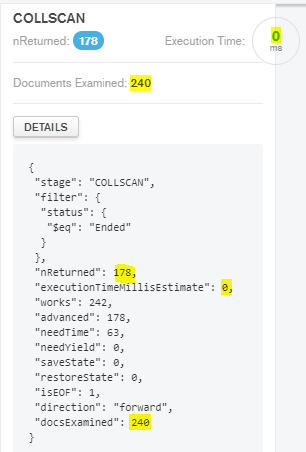 COLLSCAN
nReturned: 178 Execution Time: 0
ms
Documents Examined: 240
DETAILS
{
"stage": "COLLSCAN",
"filter": {
"status": {
"$eq": "Ended"
}
},
"nReturned": 178,
"executionTimeMillisEstimate": 0,
"works": 242,
"advanced": 178,
"needTime": 63,
"needYield": 0,
"saveState": 0,
"restoreState": 0,
"isEOF": 1,
"direction": "forward",
"docsExamined": 240
}